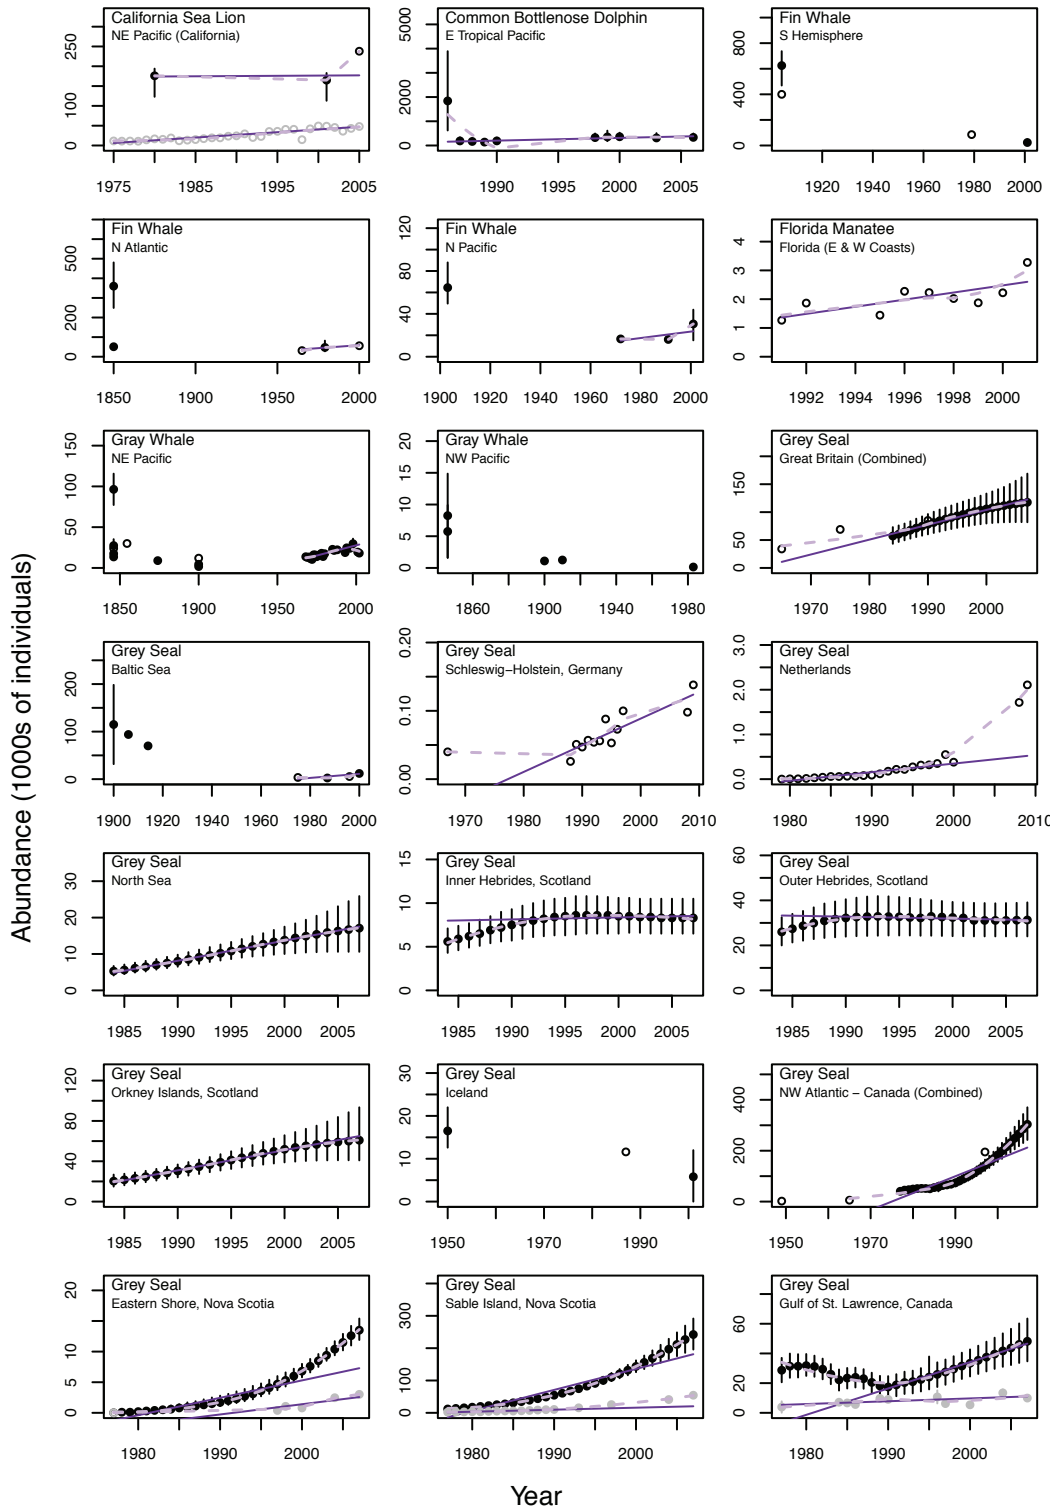 California Sea Lion
NE Pacific (California)
0 100 250
1975 1985 1995 2005
Common Bottlenose Dolphin
E Tropical Pacific
0 2000 5000
1990 1995 2000 2005
Fin Whale
S Hemisphere
0 400 800
1920 1940 1960 1980 2000
Fin Whale
N Atlantic
0 200 500
1850 1900 1950 2000
Fin Whale
N Pacific
0 40 80 120
1900 1920 1940 1960 1980 2000
Florida Manatee
Florida (E & W Coasts)
0 1 2 3 4
1992 1994 1996 1998 2000
Gray Whale
NE Pacific
0 50 100 150
1850 1900 1950 2000
Gray Whale
NW Pacific
0 5 10 15 20
1860 1900 1940 1980
Grey Seal
Great Britain (Combined)
0 50 150
1970 1980 1990 2000
Grey Seal
Baltic Sea
0 50 100 200
1900 1920 1940 1960 1980 2000
Grey Seal
Schleswig−Holstein, Germany
0.00 0.10 0.20
1970 1980 1990 2000 2010
Grey Seal
Netherlands
0.0 1.0 2.0 3.0
1980 1990 2000 2010
Grey Seal
North Sea
0 10 20 30
1985 1990 1995 2000 2005
Grey Seal
Inner Hebrides, Scotland
0 5 10 15
1985 1990 1995 2000 2005
Grey Seal
Outer Hebrides, Scotland
0 20 40 60
1985 1990 1995 2000 2005
Grey Seal
Orkney Islands, Scotland
0 40 80 120
1985 1990 1995 2000 2005
Grey Seal
Iceland
0 10 20 30
1950 1970 1990
Grey Seal
NW Atlantic − Canada (Combined)
0 200 400
1950 1970 1990
Grey Seal
Eastern Shore, Nova Scotia
0 5 10 20
1980 1990 2000
Grey Seal
Sable Island, Nova Scotia
0 100 300
1980 1990 2000
Grey Seal
Gulf of St. Lawrence, Canada
0 20 60
1980 1990 2000
Abundance (1000s of individuals)
Year